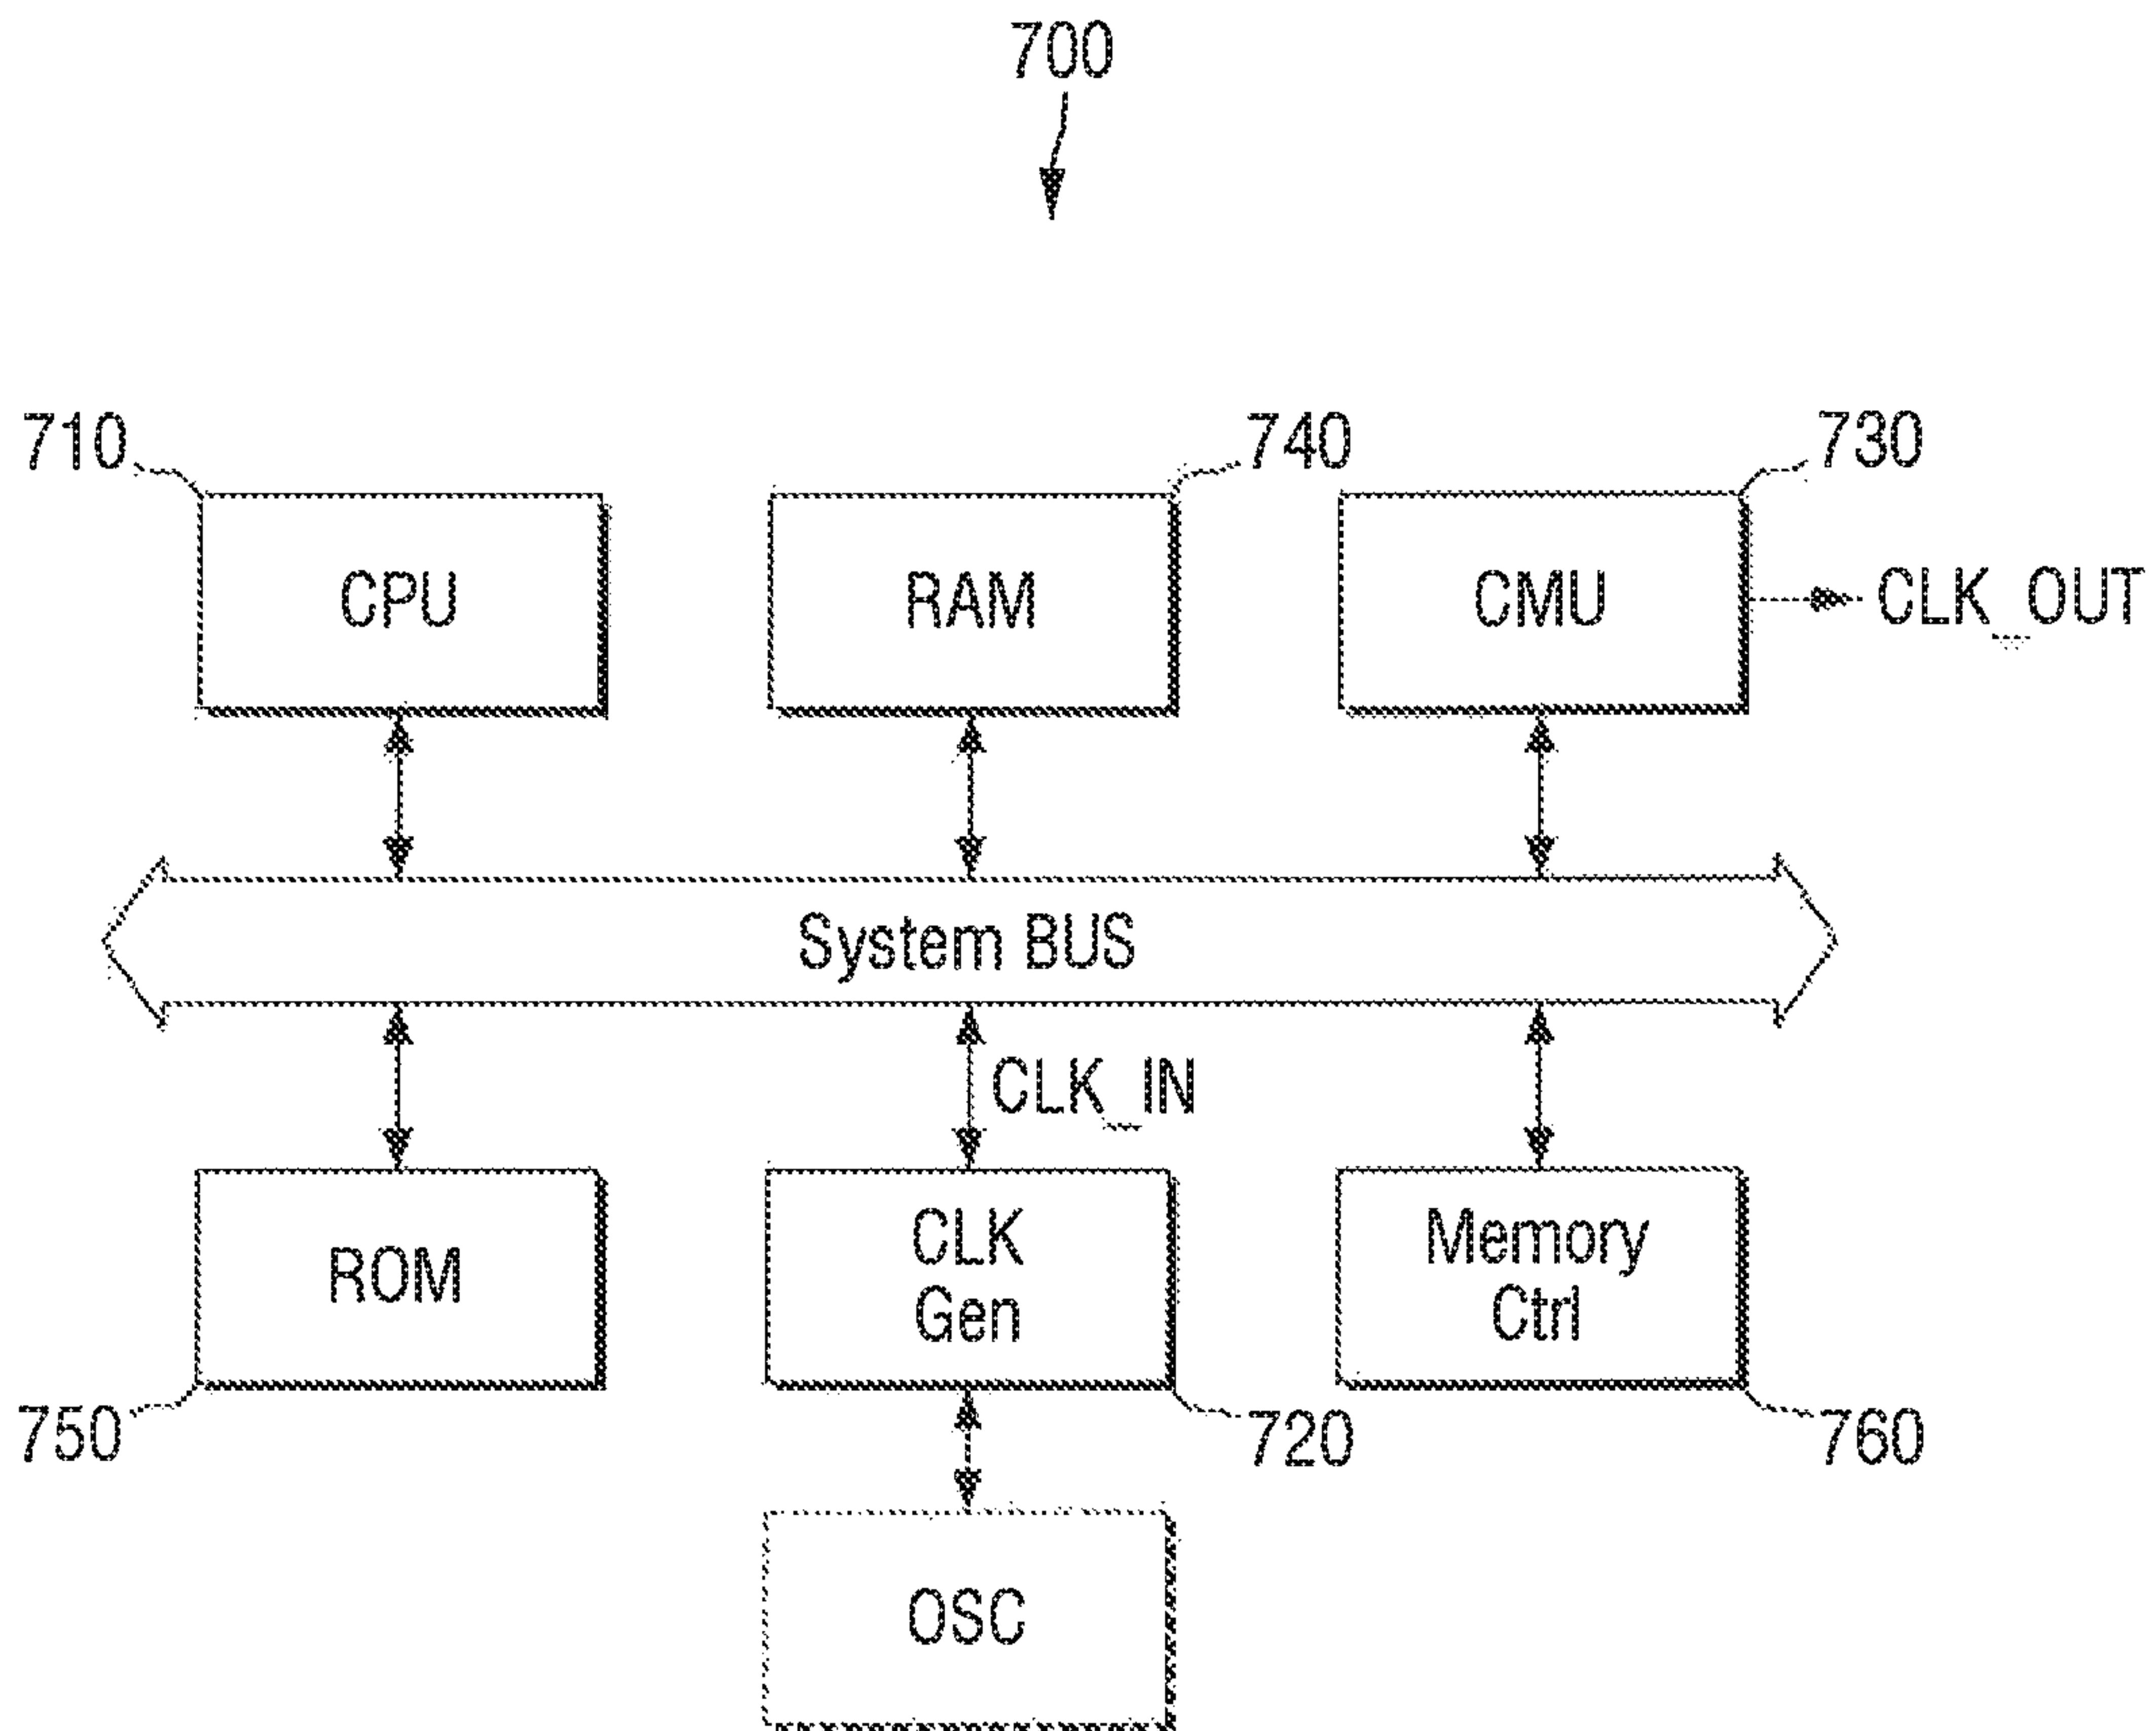 700
710
740
730
CPU
RAM
CMU
CLK_OUT
System BUS
CLK_IN
ROM
CLK
Gen
Memory
Ctrl
750
720
760
OSC